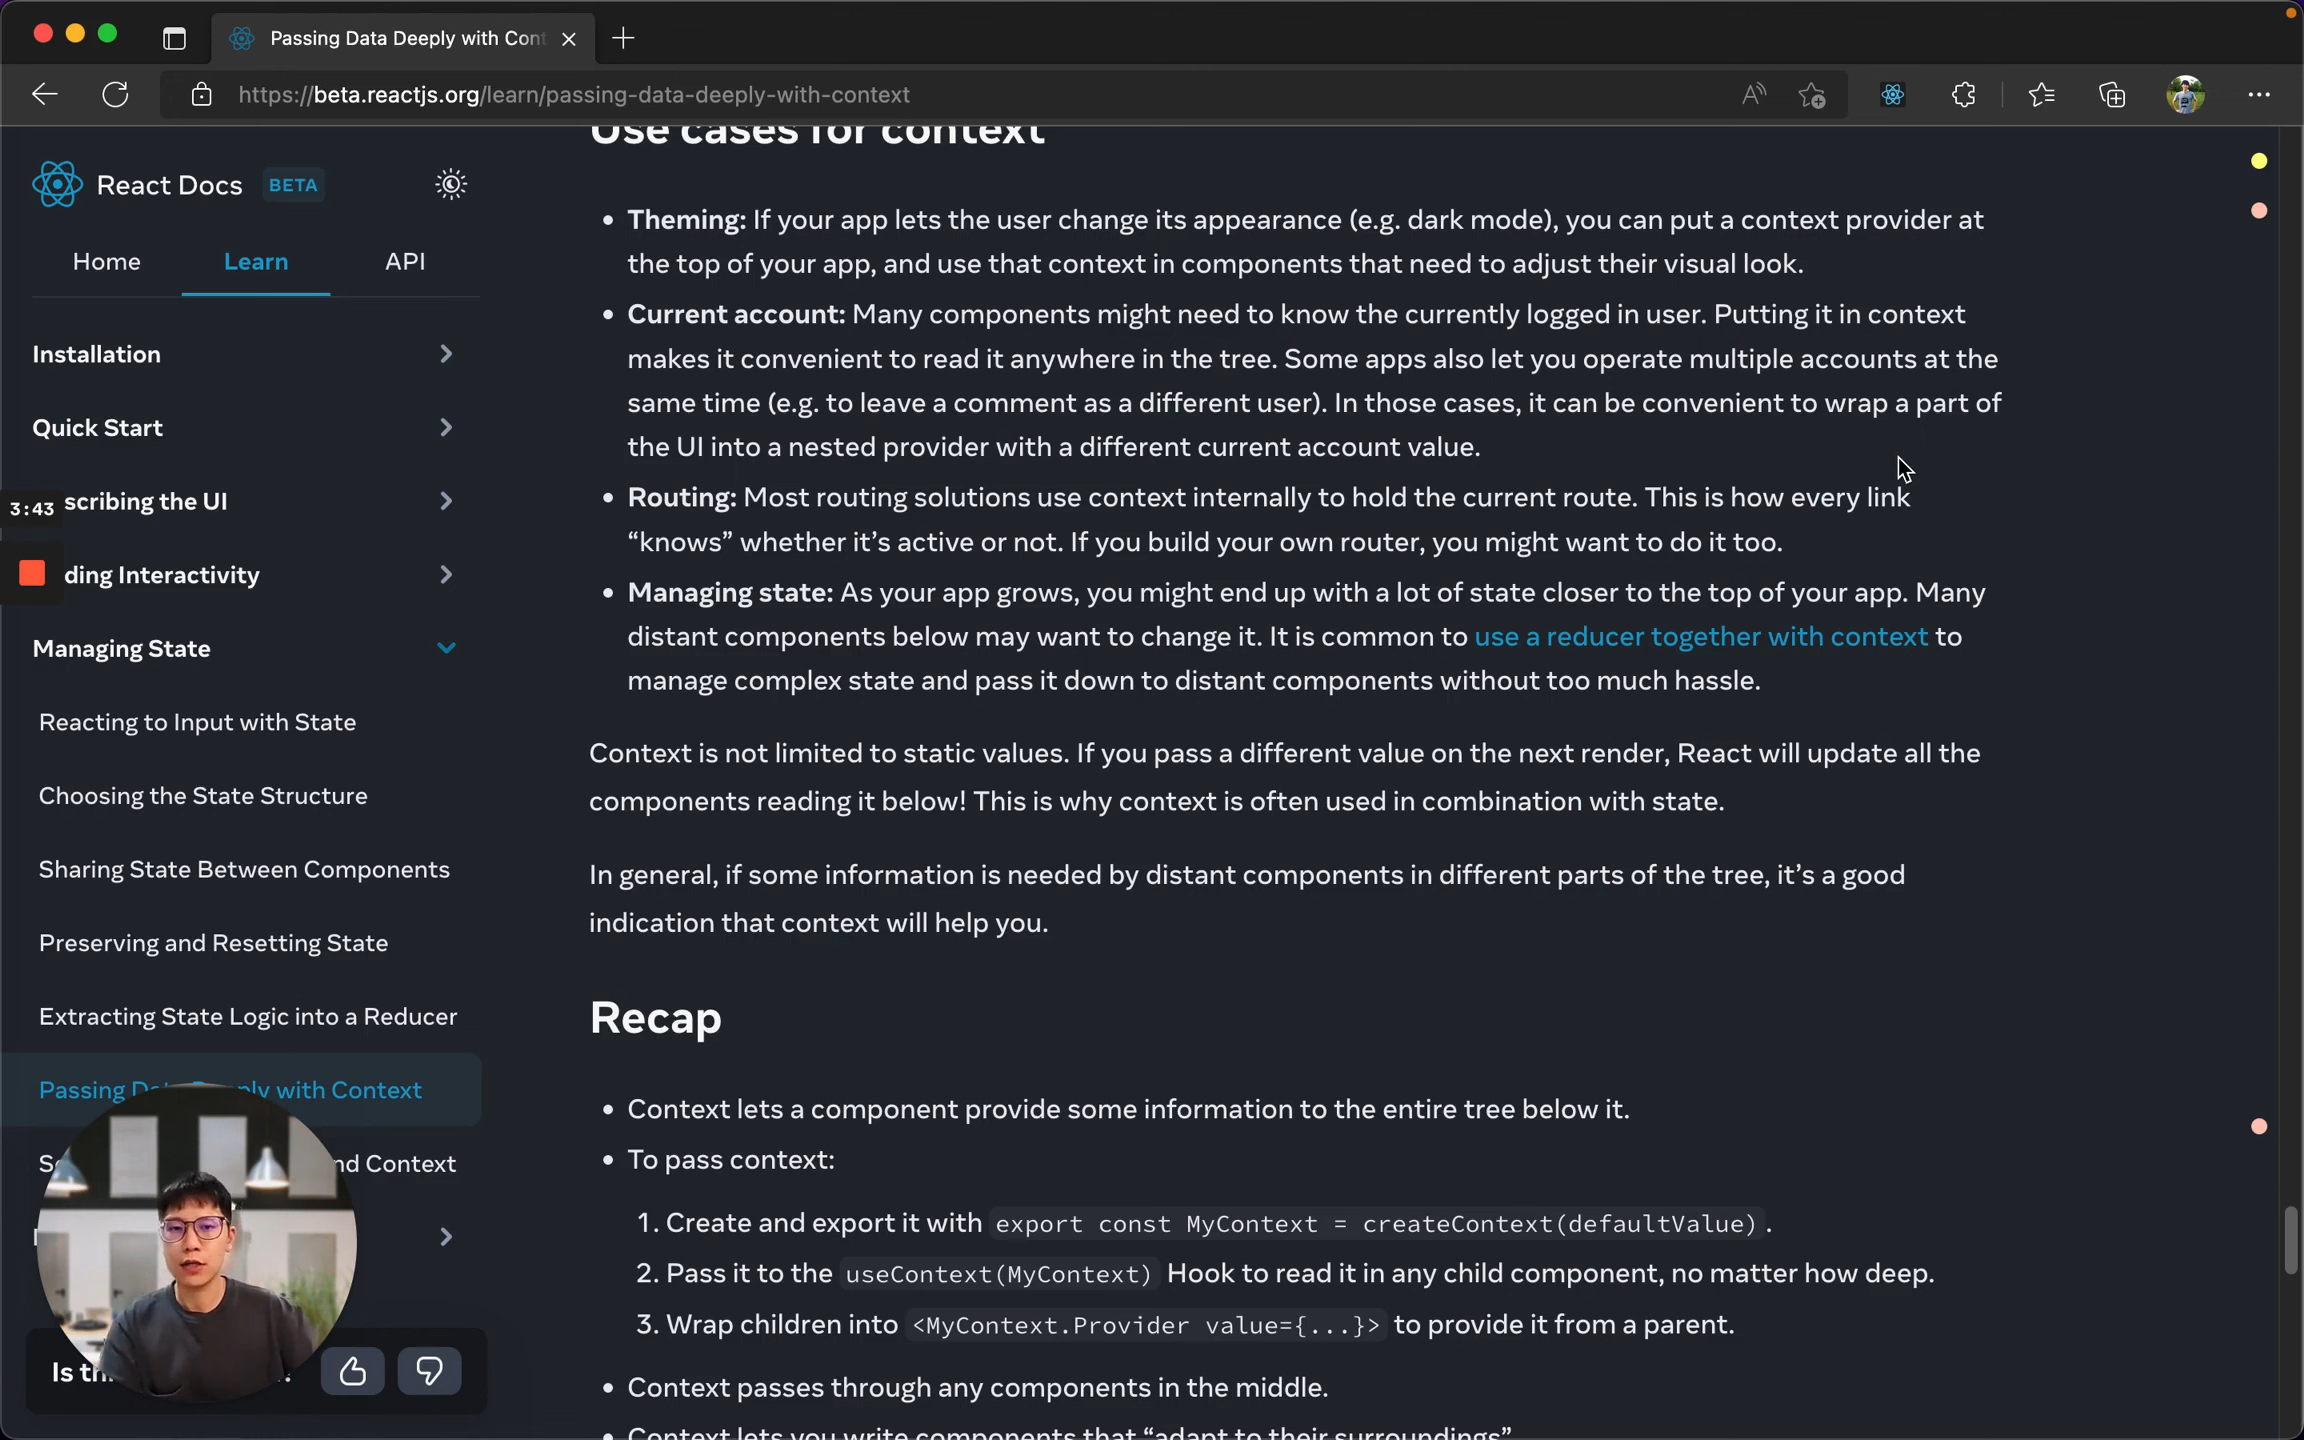 Passing Data Deeply with Cont
https://beta.reactjs.org/learn/passing-data-deeply-with-context
React Docs BETA
Home Learn API
Installation
Quick Start
3:43
scribing the UI
ding Interactivity
Managing State
Reacting to Input with State
Choosing the State Structure
Sharing State Between Components
Preserving and Resetting State
Extracting State Logic into a Reducer
Passing D ply with Context
nd Context
Is th
Use cases for context
• Theming: If your app lets the user change its appearance (e.g. dark mode), you can put a context provider at
the top of your app, and use that context in components that need to adjust their visual look.
• Current account: Many components might need to know the currently logged in user. Putting it in context
makes it convenient to read it anywhere in the tree. Some apps also let you operate multiple accounts at the
same time (e.g. to leave a comment as a different user). In those cases, it can be convenient to wrap a part of
the UI into a nested provider with a different current account value.
• Routing: Most routing solutions use context internally to hold the current route. This is how every link
“knows” whether it’s active or not. If you build your own router, you might want to do it too.
• Managing state: As your app grows, you might end up with a lot of state closer to the top of your app. Many
distant components below may want to change it. It is common to use a reducer together with context to
manage complex state and pass it down to distant components without too much hassle.
Context is not limited to static values. If you pass a different value on the next render, React will update all the
components reading it below! This is why context is often used in combination with state.
In general, if some information is needed by distant components in different parts of the tree, it’s a good
indication that context will help you.
Recap
• Context lets a component provide some information to the entire tree below it.
• To pass context:
1. Create and export it with export const MyContext = createContext(defaultValue) .
2. Pass it to the useContext(MyContext) Hook to read it in any child component, no matter how deep.
3. Wrap children into <MyContext.Provider value={...}> to provide it from a parent.
• Context passes through any components in the middle.
• Context lets you write components that “adapt to their surroundings”